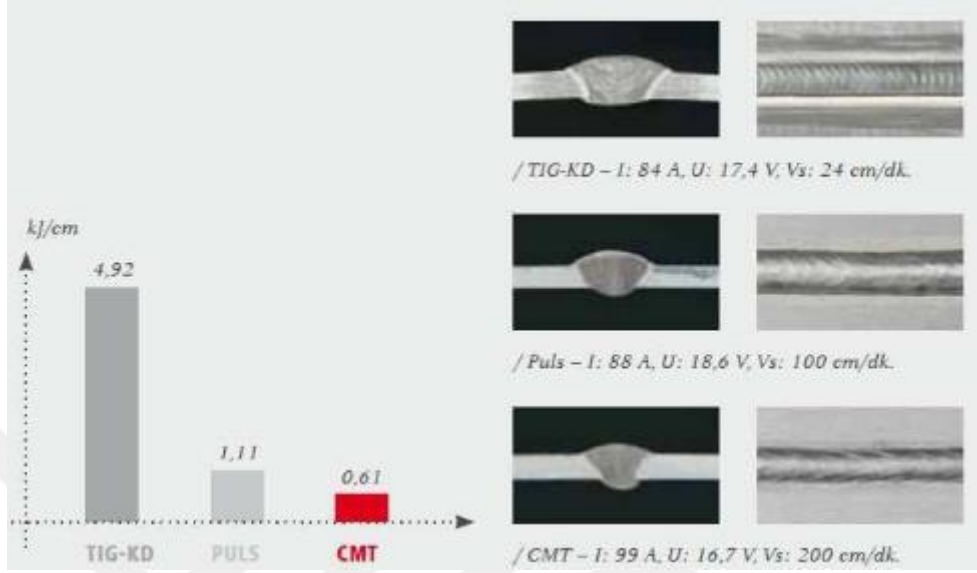 / TIG-KD – I: 84 A, U: 17,4 V, Vs: 24 cm/dk.
/ Puls – I: 88 A, U: 18,6 V, Vs: 100 cm/dk.
/ CMT – I: 99 A, U: 16,7 V, Vs: 200 cm/dk.
kJ/cm
4,92
1,11
0,61
TIG-KD PULS CMT